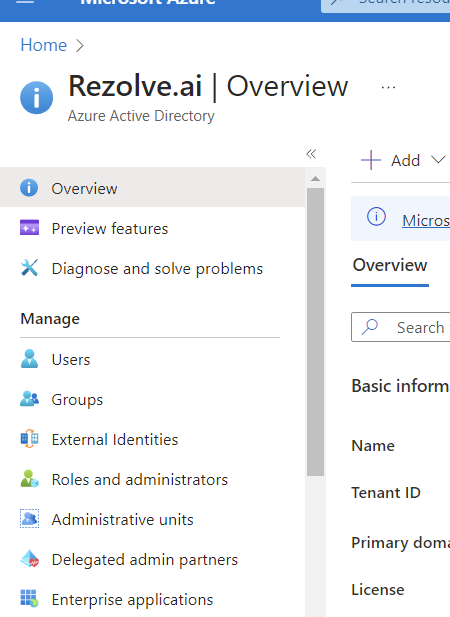 Microsoft Azure
Home
Rezolve.ai | Overview
...
Azure Active Directory
«
Add
Overview
Preview features
Diagnose and solve problems
Micros
Overview
Search
Manage
Users
Groups
External Identities
Roles and administrators
Administrative units
Delegated admin partners
Enterprise applications
Basic inform
Name
Tenant ID
Primary doma
License